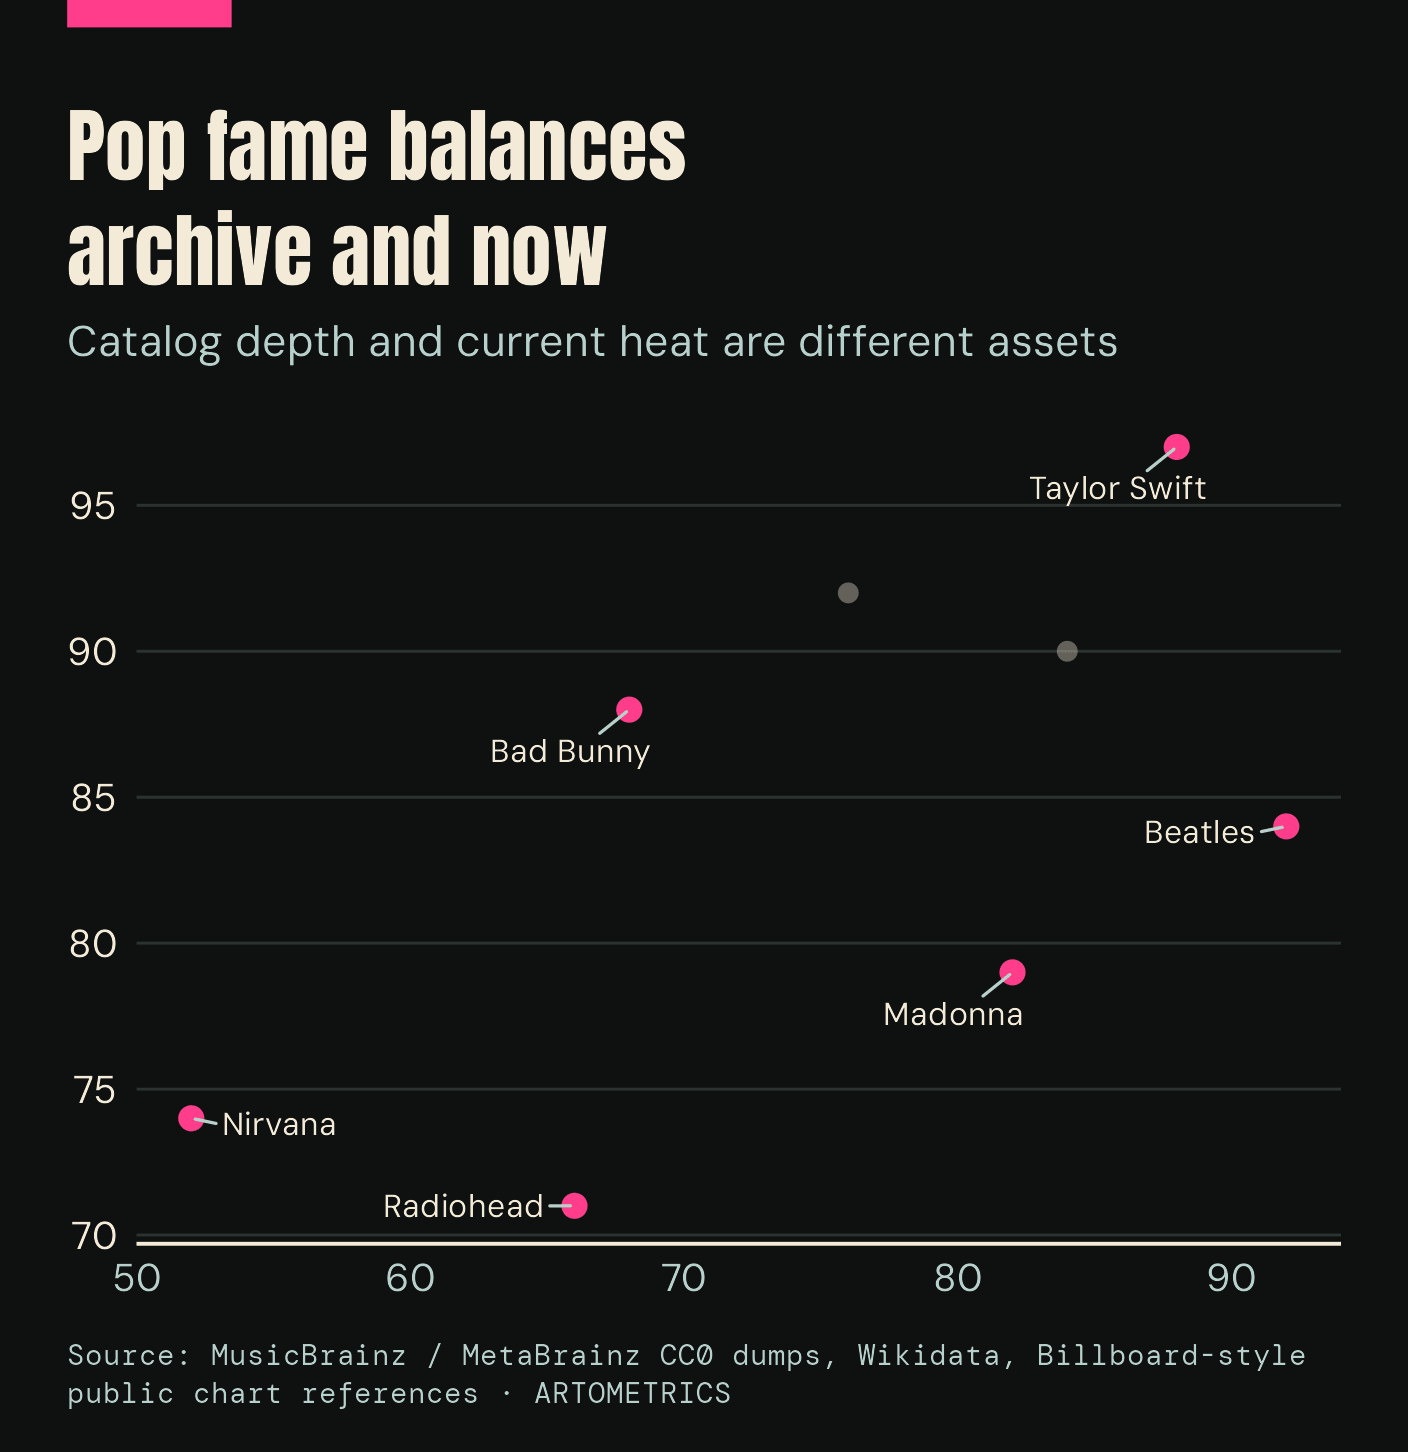 Pop fame balances
archive and now
Catalog depth and current heat are different assets
Taylor Swift
95
90
Bad Bunny
85
Beatles
80
Madonna
75
Nirvana
Radiohead
70
50 60 70 80 90
Source: MusicBrainz / MetaBrainz CC0 dumps, Wikidata, Billboard-style
public chart references · ARTOMETRICS